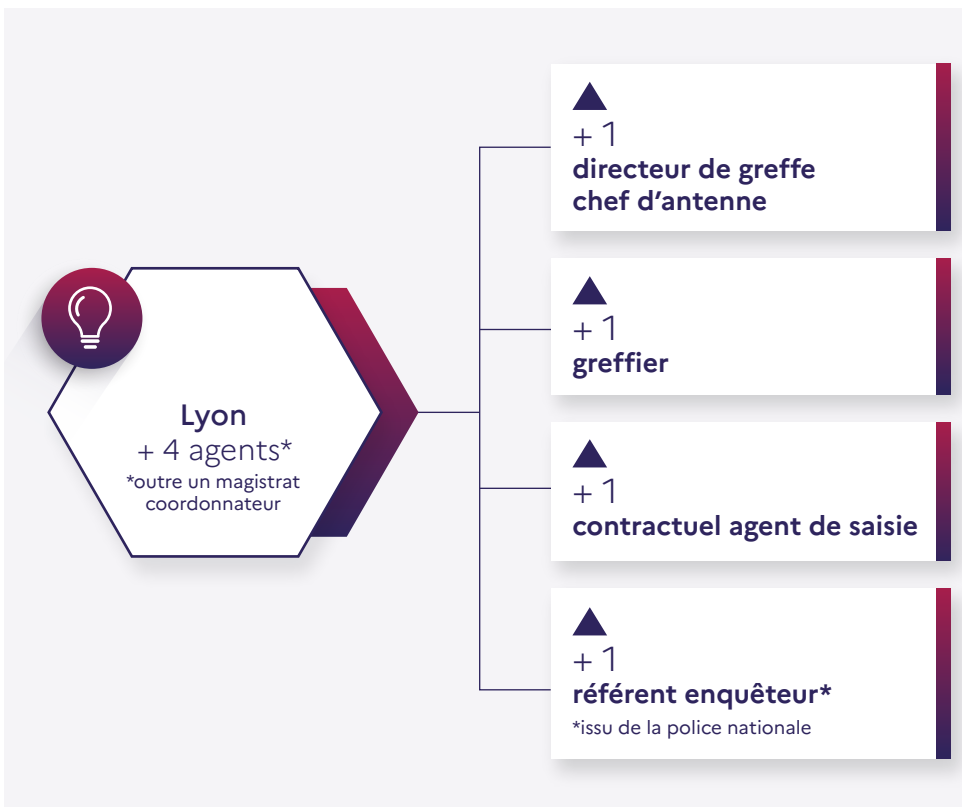 Lyon
+ 4 agents*
*outre un magistrat
coordonnateur
+ 1
directeur de greffe
chef d’antenne
+ 1
greffier
+ 1
contractuel agent de saisie
+ 1
référent enquêteur*
*issu de la police nationale